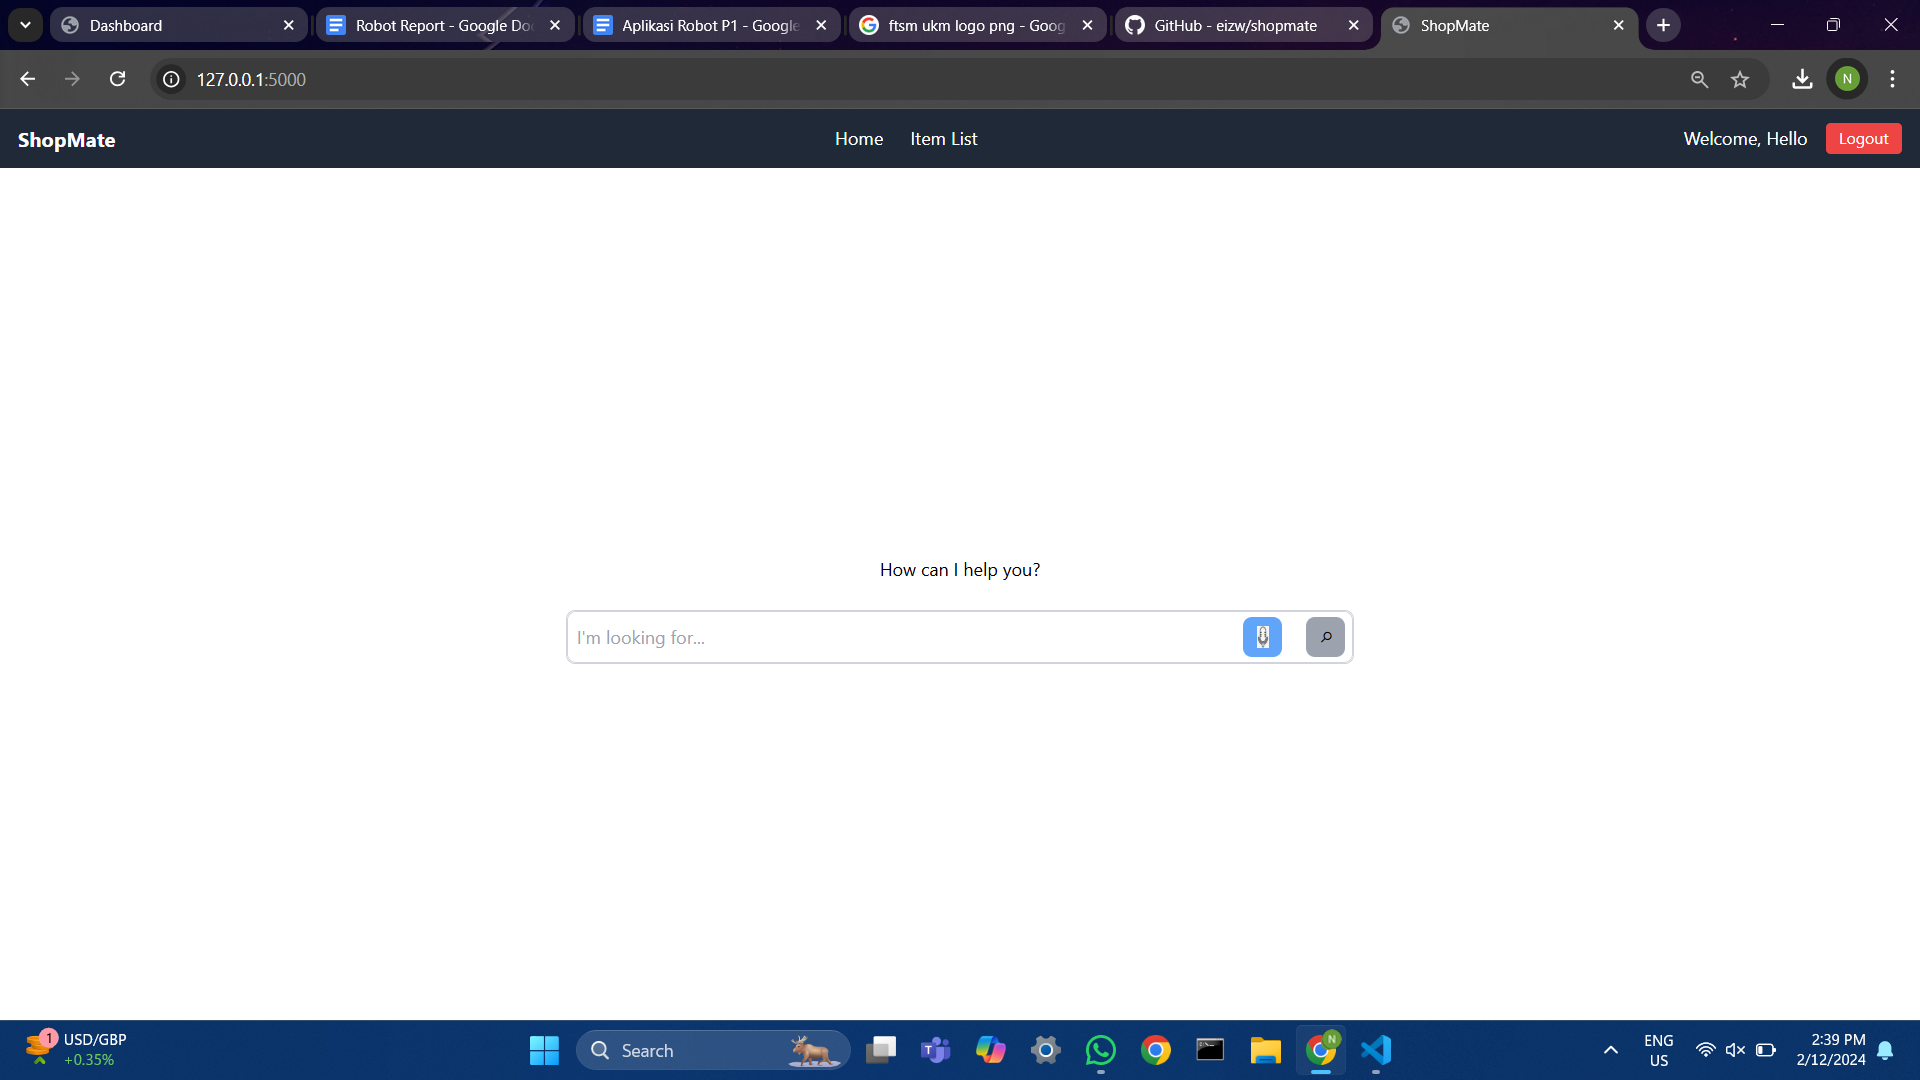 Dashboard
Robot Report - Google Do
Aplikasi Robot P1 - Google
ftsm ukm logo png - Goog
GitHub - eizw/shopmate
ShopMate
127.0.0.1:5000
N
ShopMate
Home
Item List
Welcome, Hello
Logout
How can I help you?
I'm looking for...
1
USD/GBP
+0.35%
Search
T
N
ENG
US
2:39 PM
2/12/2024